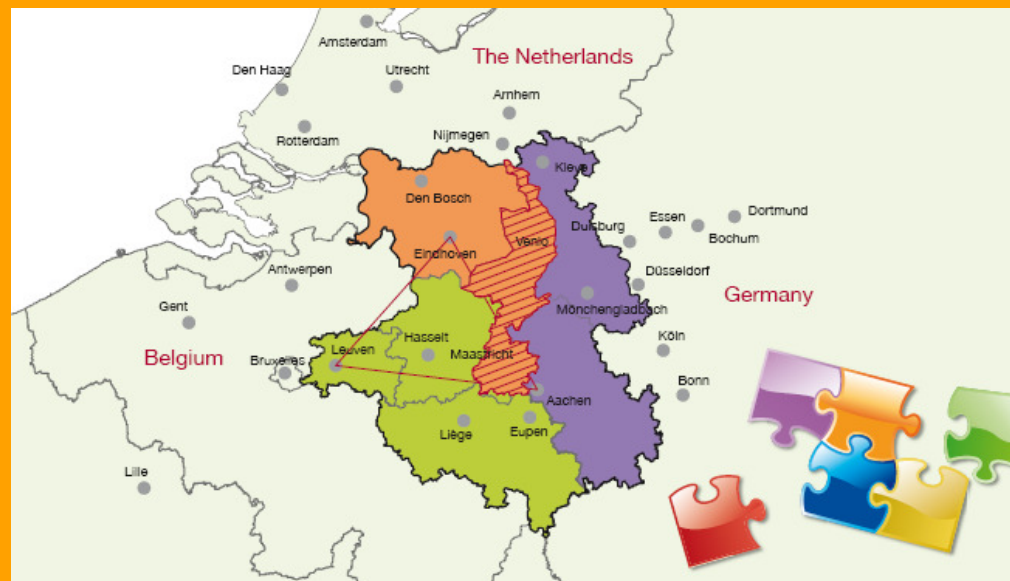 Amsterdam
The Netherlands
Den Haag
Utrecht
Arnhem
Rotterdam
Nijmegen
Kleve
Den Bosch
Dortmund
Essen
Duisburg
Bochum
Venlo
Eindhoven
Antwerpen
Düsseldorf
Germany
Gent
Mönchengladbach
Hasselt
Köln
Belgium
Bruxelles
Leuven
Maastricht
Bonn
Aachen
Liège
Eupen
Lille